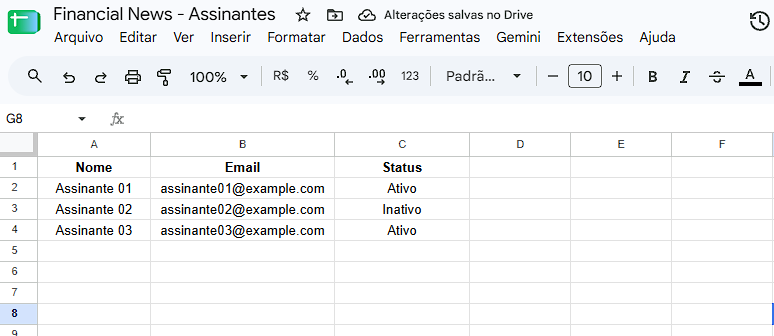 Financial News - Assinantes Alterações salvas no Drive
Arquivo Editar Ver Inserir Formatar Dados Ferramentas Gemini Extensões Ajuda
100% R$ % .0 .00 123 Padrã... 10 B I S A
G8 fx
A B C D E F
1 Nome Email Status
2 Assinante 01 assinante01@example.com Ativo
3 Assinante 02 assinante02@example.com Inativo
4 Assinante 03 assinante03@example.com Ativo
5
6
7
8
9